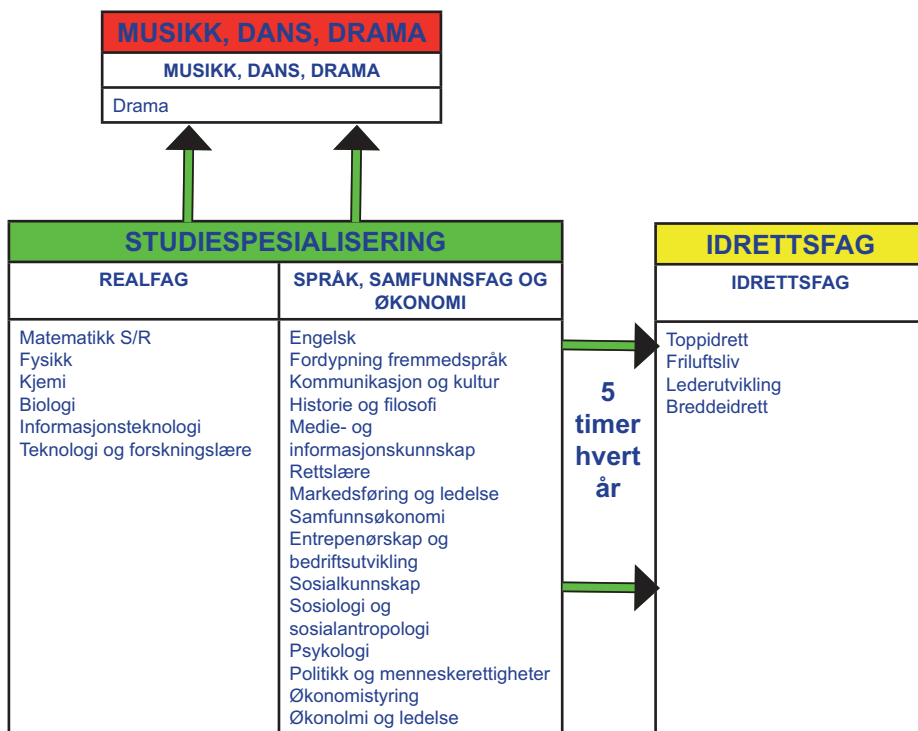 MUSIKK, DANS, DRAMA
MUSIKK, DANS, DRAMA
Drama
STUDIESPESIALISERING
REALFAG
Matematikk S/R
Fysikk
Kjemi
Biologi
Informasjonsteknologi
Teknologi og forskningslære
SPRÅK, SAMFUNNSFAG OG
ØKONOMI
Engelsk
Fordypning fremmedspråk
Kommunikasjon og kultur
Historie og filosofi
Medie- og
informasjonskunnskap
Rettslære
Markedsføring og ledelse
Samfunnsøkonomi
Entrepenørskap og
bedriftsutvikling
Sosialkunnskap
Sosiologi og
sosialantropologi
Psykologi
Politikk og menneskerettigheter
Økonomistyring
Økonolmi og ledelse
5
timer
hvert
år
IDRETTSFAG
IDRETTSFAG
Toppidrett
Friluftsliv
Lederutvikling
Breddeidrett